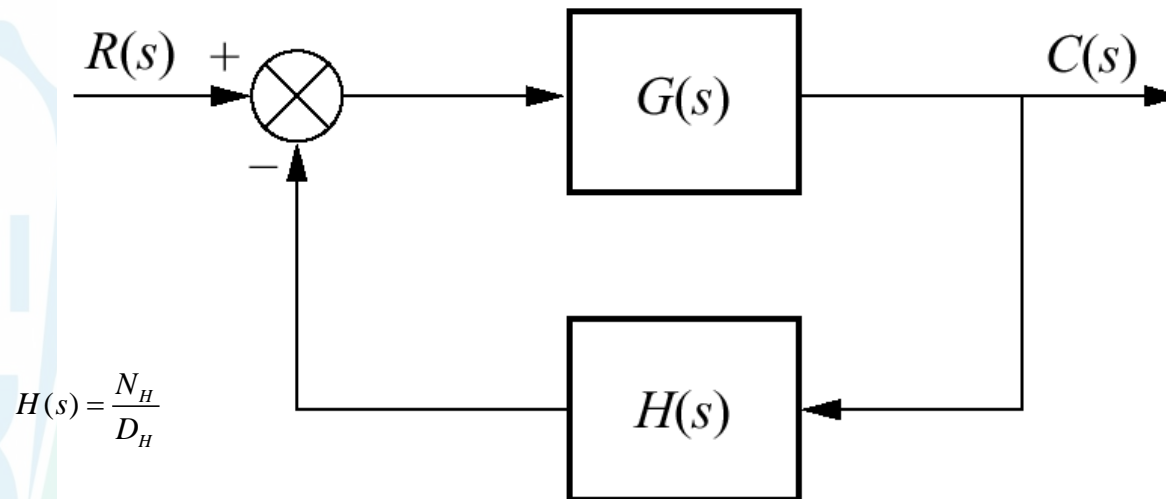 R(s) + G(s) C(s)
−
H(s) = N_H / D_H
H(s)